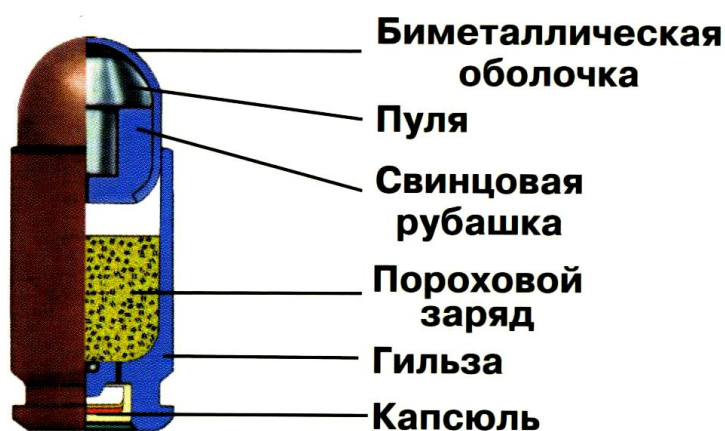 Биметаллическая
оболочка
Пуля
Свинцовая
рубашка
Пороховой
заряд
Гильза
Капсюль